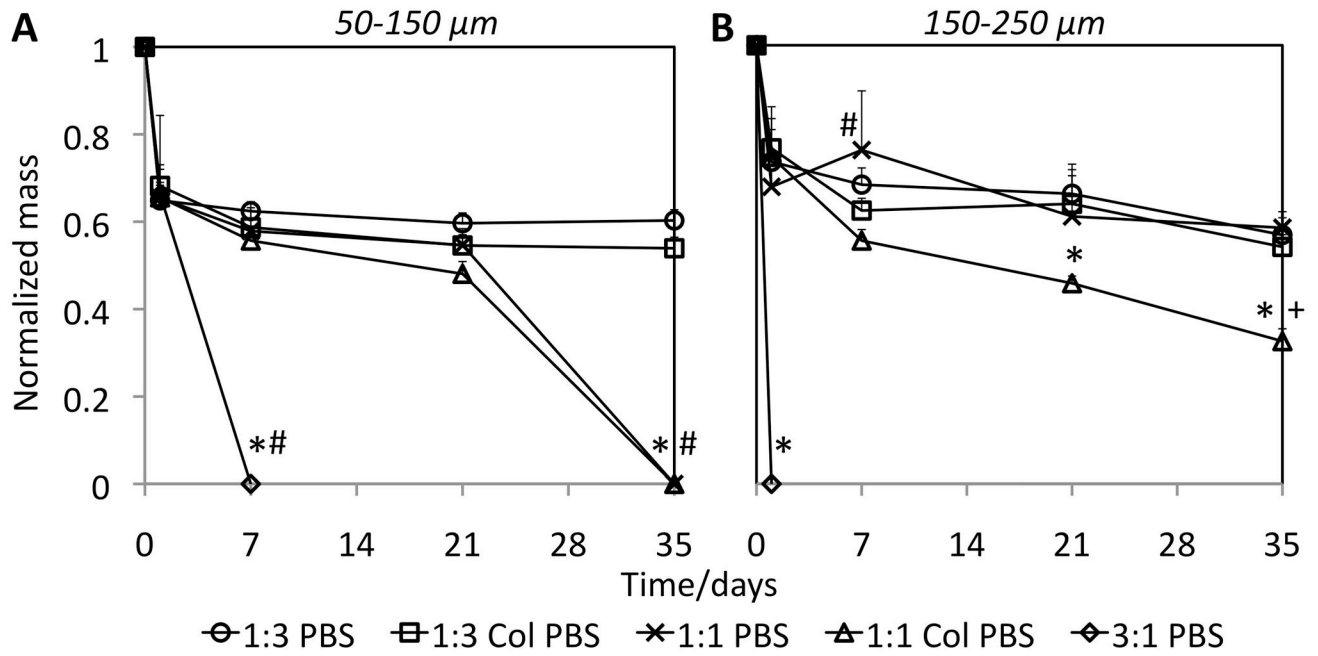 A 50-150 μm B 150-250 μm
1
0.8 #
0.6
*
0.4
* +
0.2
*# * # *
0
0 7 14 21 28 35 0 7 14 21 28 35
Normalized mass
Time/days
1:3 PBS 1:3 Col PBS 1:1 PBS 1:1 Col PBS 3:1 PBS